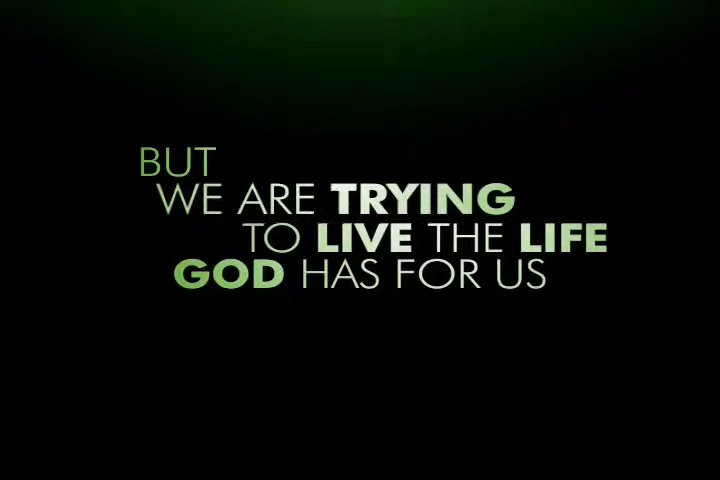 BUT
WE ARE TRYING
TO LIVE THE LIFE
GOD HAS FOR US